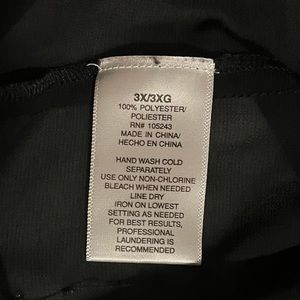 3X/3XG
100% POLYESTER/
POLIESTER
RN# 105243
MADE IN CHINA/
HECHO EN CHINA
HAND WASH COLD
SEPARATELY
USE ONLY NON-CHLORINE
BLEACH WHEN NEEDED
LINE DRY
IRON ON LOWEST
SETTING AS NEEDED
FOR BEST RESULTS,
PROFESSIONAL
LAUNDERING IS
RECOMMENDED